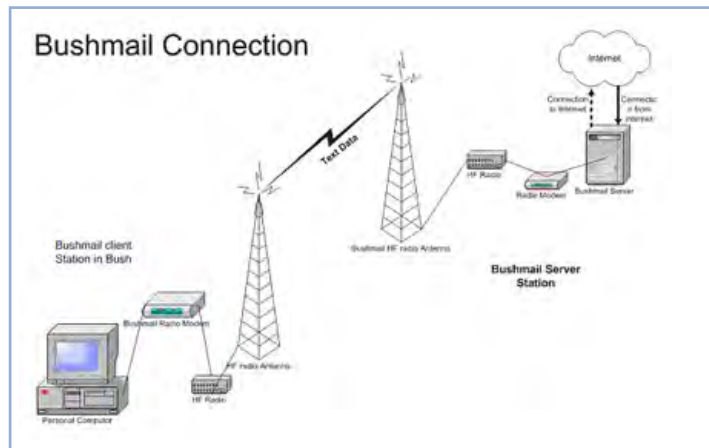 Bushmail Connection
Internet
Connection
to Internet
Connectio
n from
internet
HF Radio
Radio Modem
Bushmail Server
Text Data
Bushmail HF radio Antenna
Bushmail Server
Station
Bushmail client
Station in Bush
Bushmail Radio Modem
HF radio Antenna
HF Radio
Personal Computer